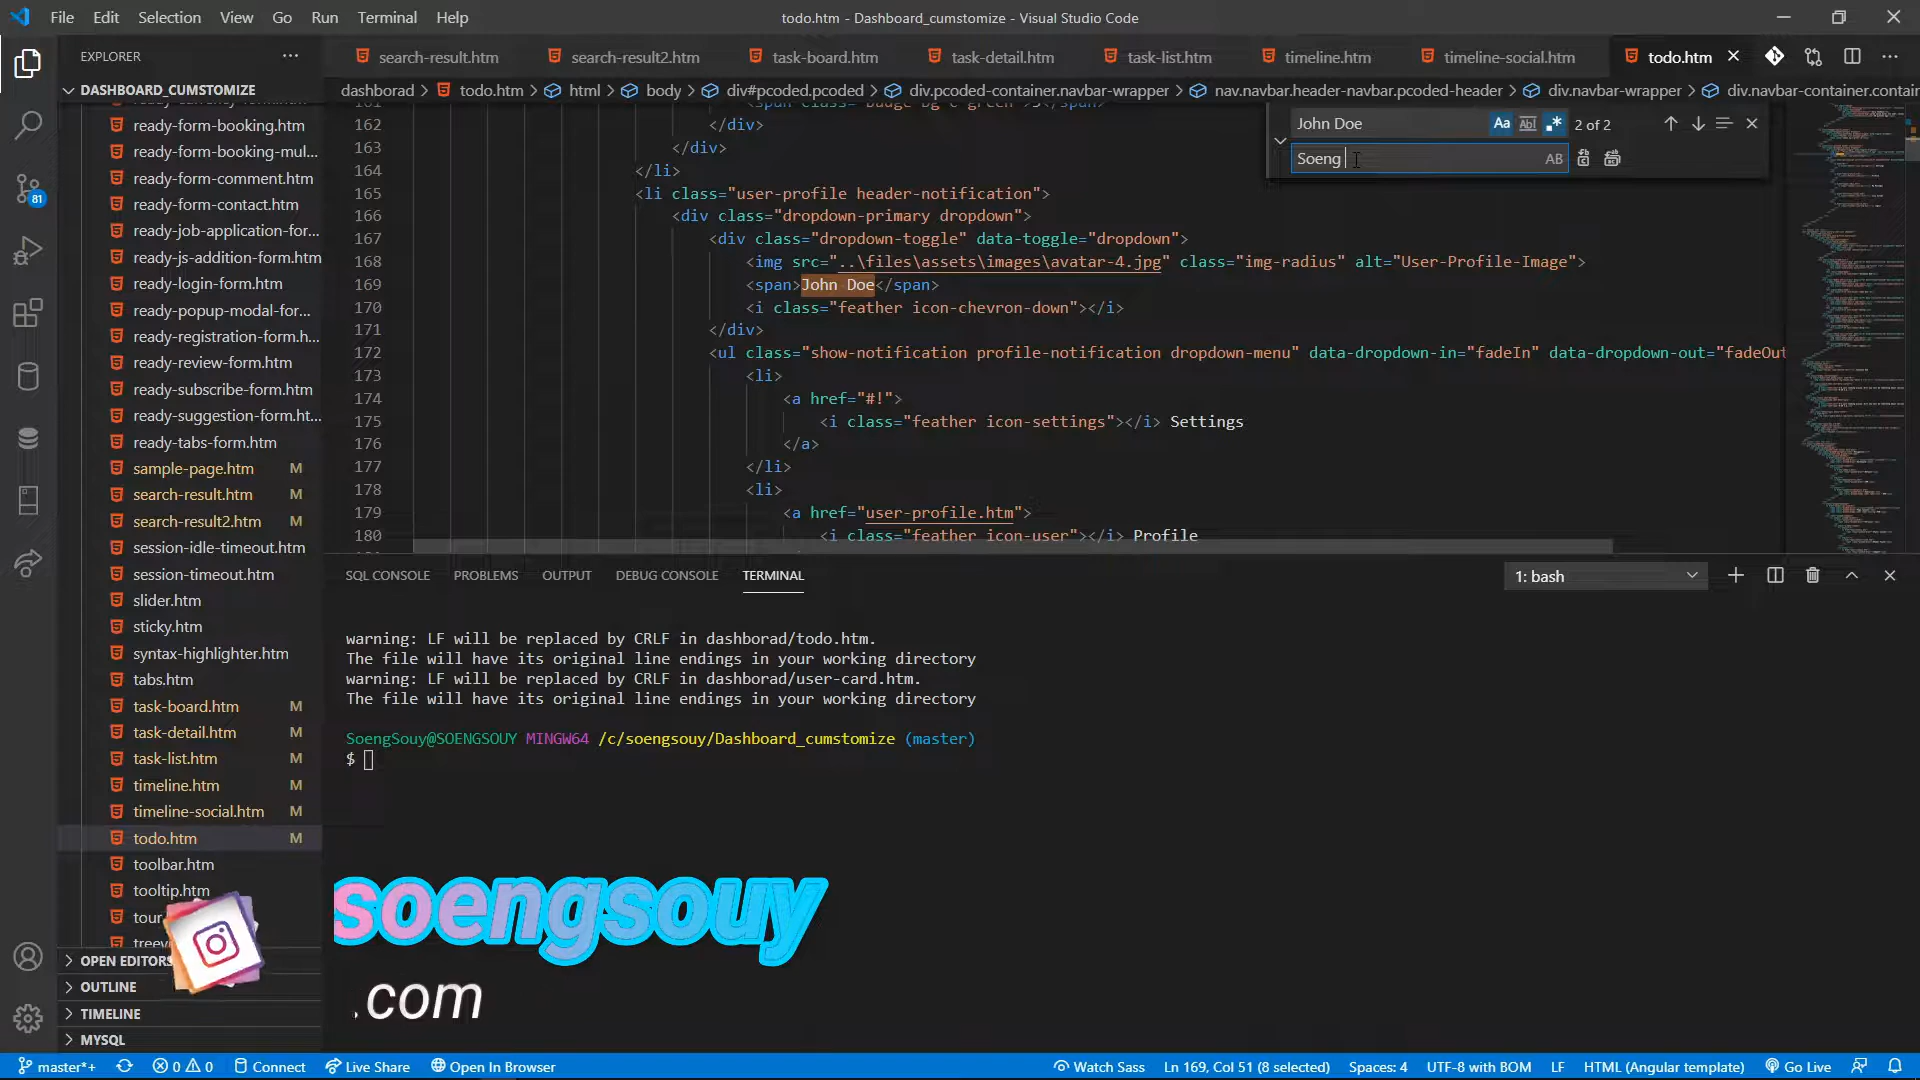 File Edit Selection View Go Run Terminal Help
todo.htm - Dashboard_cumstomize - Visual Studio Code
EXPLORER
search-result.htm search-result2.htm task-board.htm task-detail.htm task-list.htm timeline.htm timeline-social.htm todo.htm
DASHBOARD_CUMSTOMIZE
dashborad > todo.htm > html > body > div#pcoded.pcoded > div.pcoded-container.navbar-wrapper > nav.navbar.header-navbar.pcoded-header > div.navbar-wrapper > div.navbar-container.contain
John Doe Aa Ab 2 of 2
Soeng AB
ready-form-booking.htm
ready-form-booking-mul...
ready-form-comment.htm
ready-form-contact.htm
ready-job-application-for...
ready-js-addition-form.htm
ready-login-form.htm
ready-popup-modal-for...
ready-registration-form.h...
ready-review-form.htm
ready-subscribe-form.htm
ready-suggestion-form.ht...
ready-tabs-form.htm
sample-page.htm M
search-result.htm M
search-result2.htm M
session-idle-timeout.htm
session-timeout.htm
slider.htm
sticky.htm
syntax-highlighter.htm
tabs.htm
task-board.htm M
task-detail.htm M
task-list.htm M
timeline.htm M
timeline-social.htm M
todo.htm M
toolbar.htm
tooltip.htm
tour
OPEN EDITORS
OUTLINE
TIMELINE
MYSQL
81
162 </div>
163 </div>
164 </li>
165 <li class="user-profile header-notification">
166 <div class="dropdown-primary dropdown">
167 <div class="dropdown-toggle" data-toggle="dropdown">
168 <img src="..\files\assets\images\avatar-4.jpg" class="img-radius" alt="User-Profile-Image">
169 <span>John Doe</span>
170 <i class="feather icon-chevron-down"></i>
171 </div>
172 <ul class="show-notification profile-notification dropdown-menu" data-dropdown-in="fadeIn" data-dropdown-out="fadeOut
173 <li>
174 <a href="#!">
175 <i class="feather icon-settings"></i> Settings
176 </a>
177 </li>
178 <li>
179 <a href="user-profile.htm">
180 <i class="feather icon-user"></i> Profile
SQL CONSOLE PROBLEMS OUTPUT DEBUG CONSOLE TERMINAL 1: bash
warning: LF will be replaced by CRLF in dashborad/todo.htm.
The file will have its original line endings in your working directory
warning: LF will be replaced by CRLF in dashborad/user-card.htm.
The file will have its original line endings in your working directory
SoengSouy@SOENGSOUY MINGW64 /c/soengsouy/Dashboard_cumstomize (master)
$
soengsouy
.com
master*+ 0 0 Connect Live Share Open In Browser Watch Sass Ln 169, Col 51 (8 selected) Spaces: 4 UTF-8 with BOM LF HTML (Angular template) Go Live